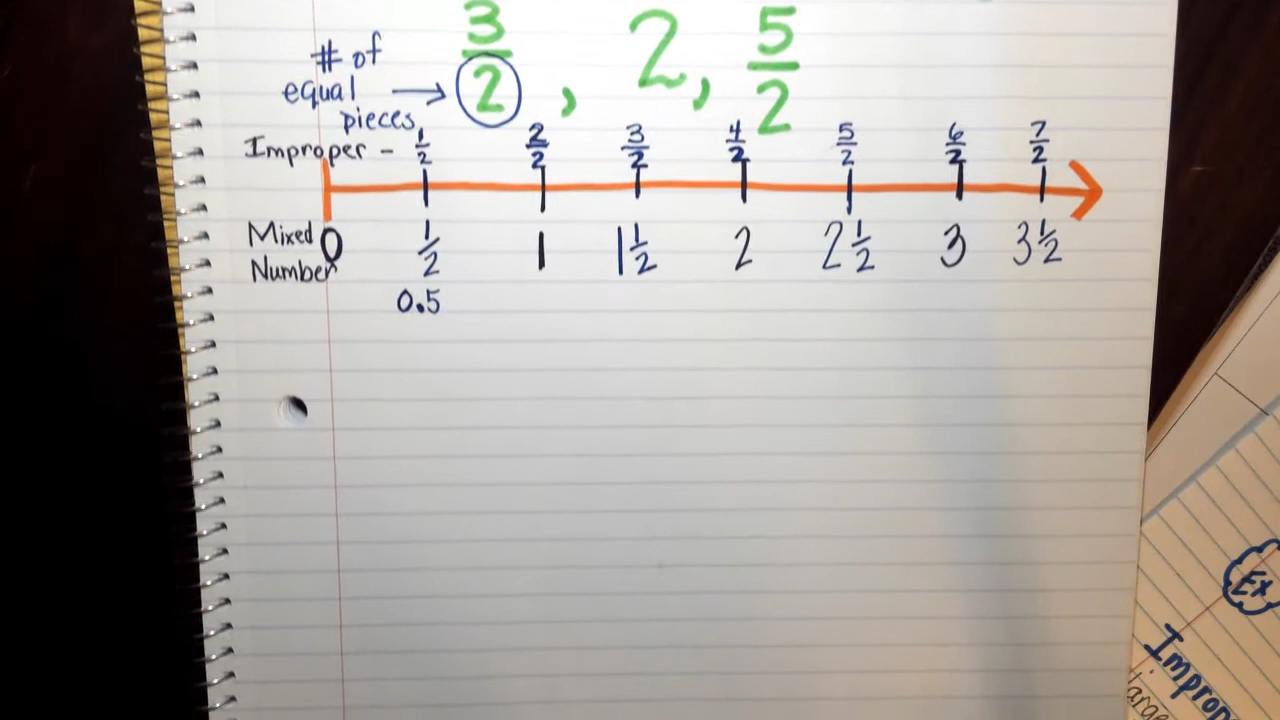 3/2, 2, 5/2
# of
equal →
pieces
Improper - 1/2 2/2 3/2 4/2 5/2 6/2 7/2
Mixed
Number 0 1/2 1 1 1/2 2 2 1/2 3 3 1/2
0.5
Ex
Impro
large